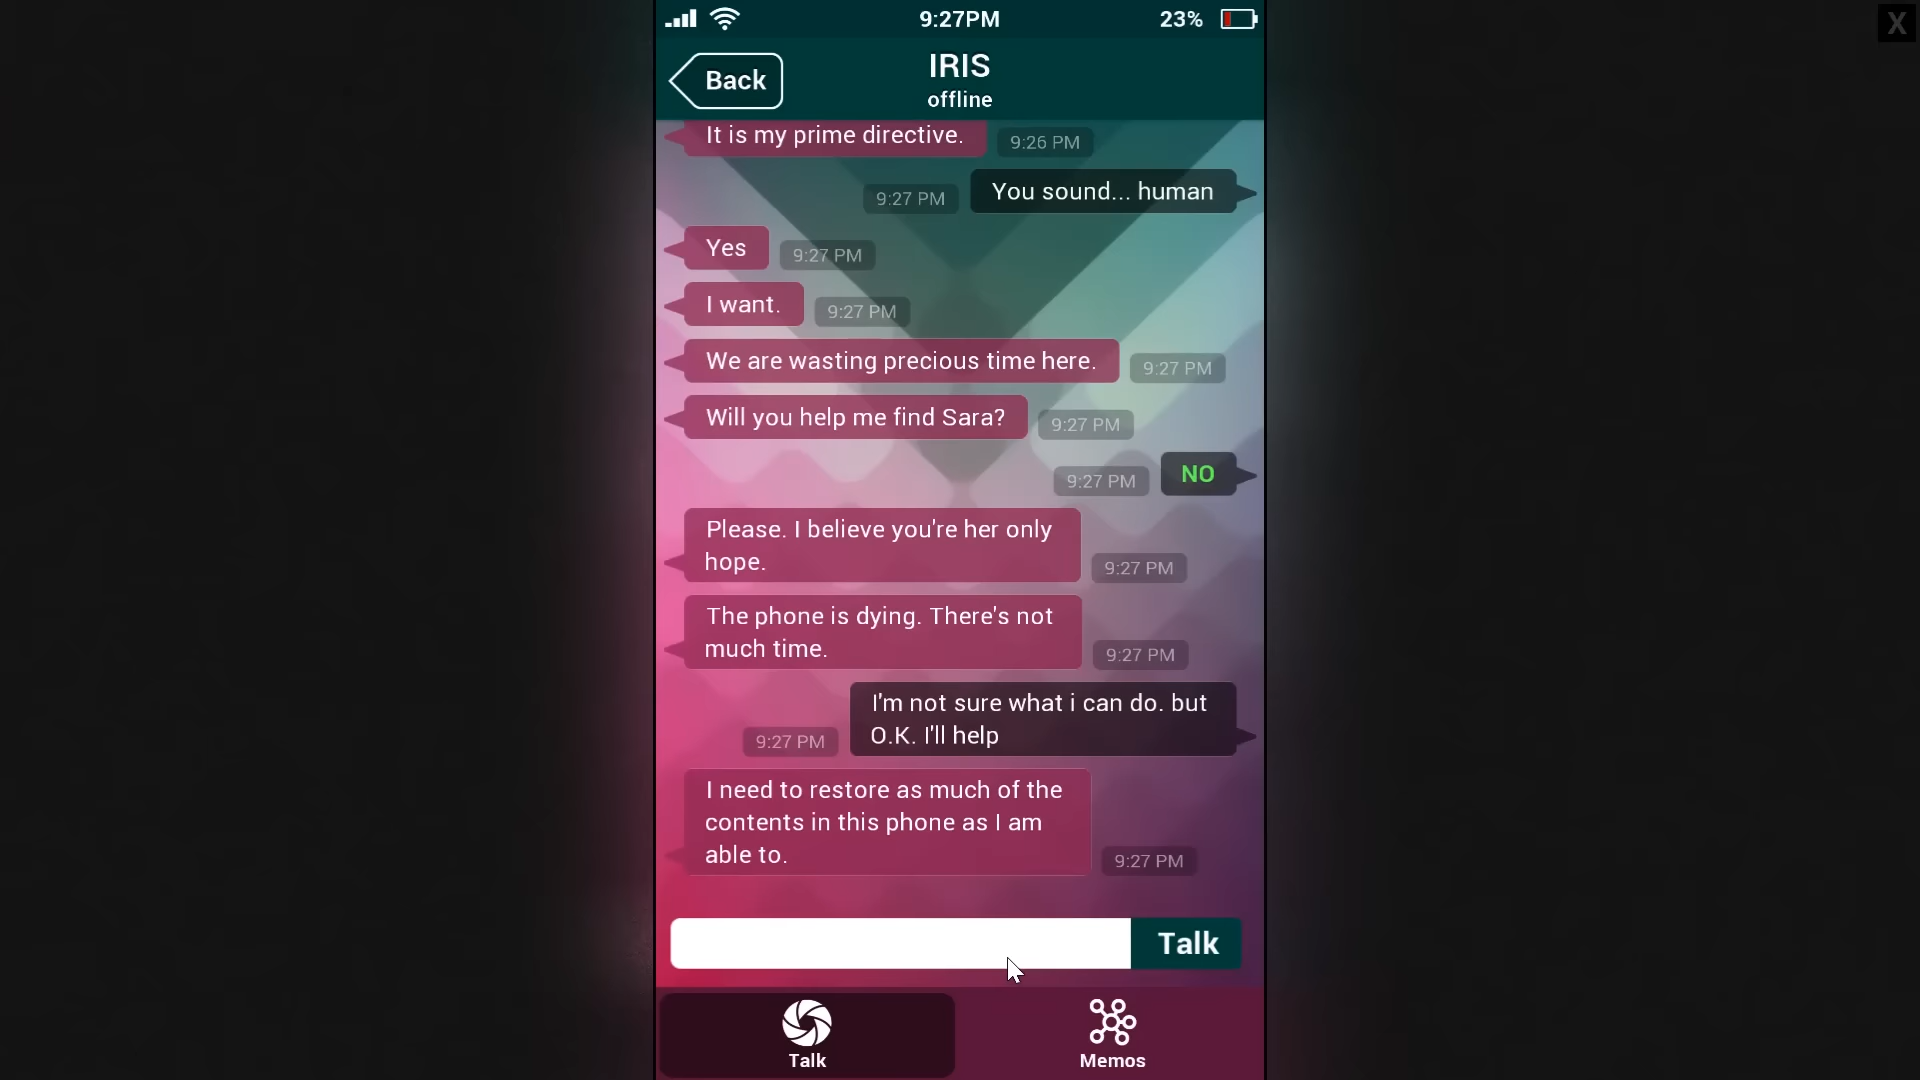 9:27PM
23%
X
Back
IRIS
offline
It is my prime directive.
9:26 PM
You sound... human
9:27 PM
Yes
9:27 PM
I want.
9:27 PM
We are wasting precious time here.
9:27 PM
Will you help me find Sara?
9:27 PM
NO
9:27 PM
Please. I believe you're her only
hope.
9:27 PM
The phone is dying. There's not
much time.
9:27 PM
I'm not sure what i can do. but
O.K. I'll help
9:27 PM
I need to restore as much of the
contents in this phone as I am
able to.
9:27 PM
Talk
Talk
Memos